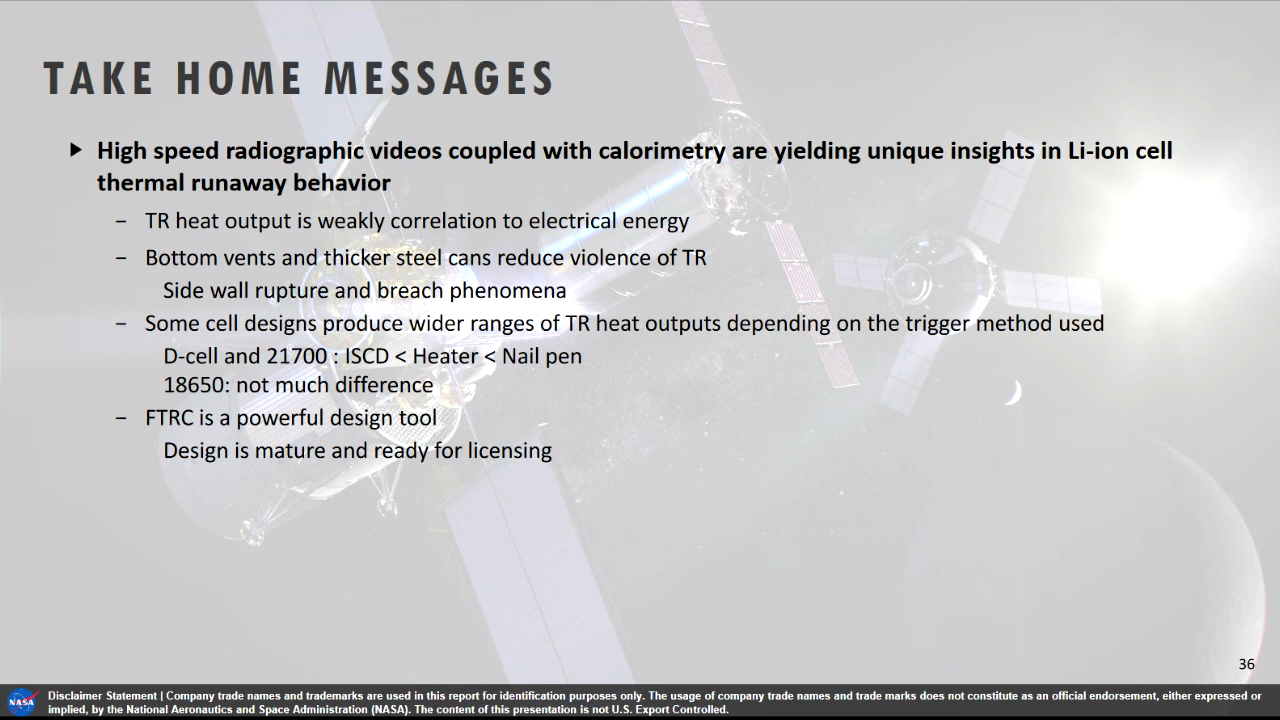 TAKE HOME MESSAGES
High speed radiographic videos coupled with calorimetry are yielding unique insights in Li-ion cell
thermal runaway behavior
− TR heat output is weakly correlation to electrical energy
− Bottom vents and thicker steel cans reduce violence of TR
Side wall rupture and breach phenomena
− Some cell designs produce wider ranges of TR heat outputs depending on the trigger method used
D-cell and 21700 : ISCD < Heater < Nail pen
18650: not much difference
− FTRC is a powerful design tool
Design is mature and ready for licensing
36
NASA
Disclaimer Statement | Company trade names and trademarks are used in this report for identification purposes only. The usage of company trade names and trade marks does not constitute as an official endorsement, either expressed or
implied, by the National Aeronautics and Space Administration (NASA). The content of this presentation is not U.S. Export Controlled.